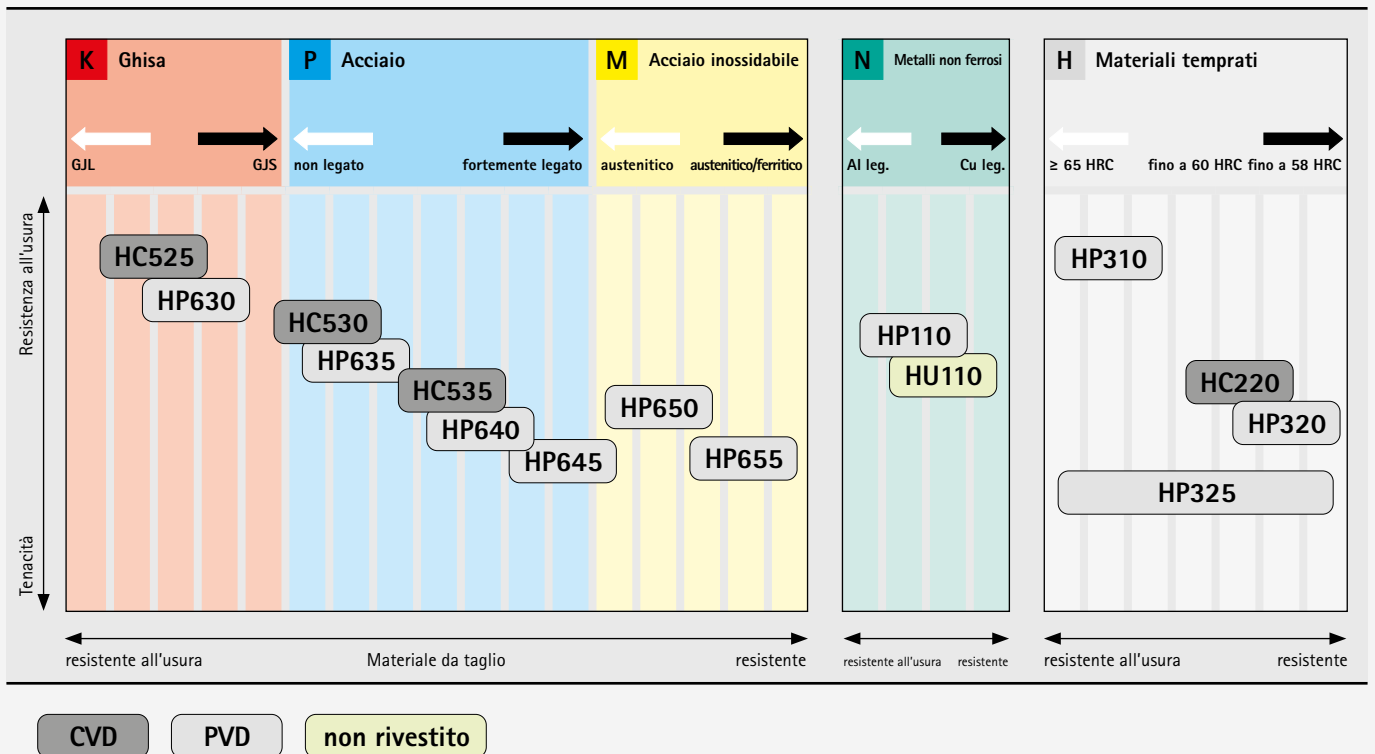 K Ghisa
P Acciaio
M Acciaio inossidabile
N Metalli non ferrosi
H Materiali temprati
GJL GJS
non legato fortemente legato
austenitico austenitico/ferritico
Al leg. Cu leg.
≥ 65 HRC fino a 60 HRC fino a 58 HRC
Resistenza all'usura
Tenacità
HC525
HP630
HC530
HP635
HC535
HP640
HP645
HP650
HP655
HP110
HU110
HP310
HC220
HP320
HP325
resistente all'usura Materiale da taglio resistente
resistente all'usura resistente
resistente all'usura resistente
CVD PVD non rivestito